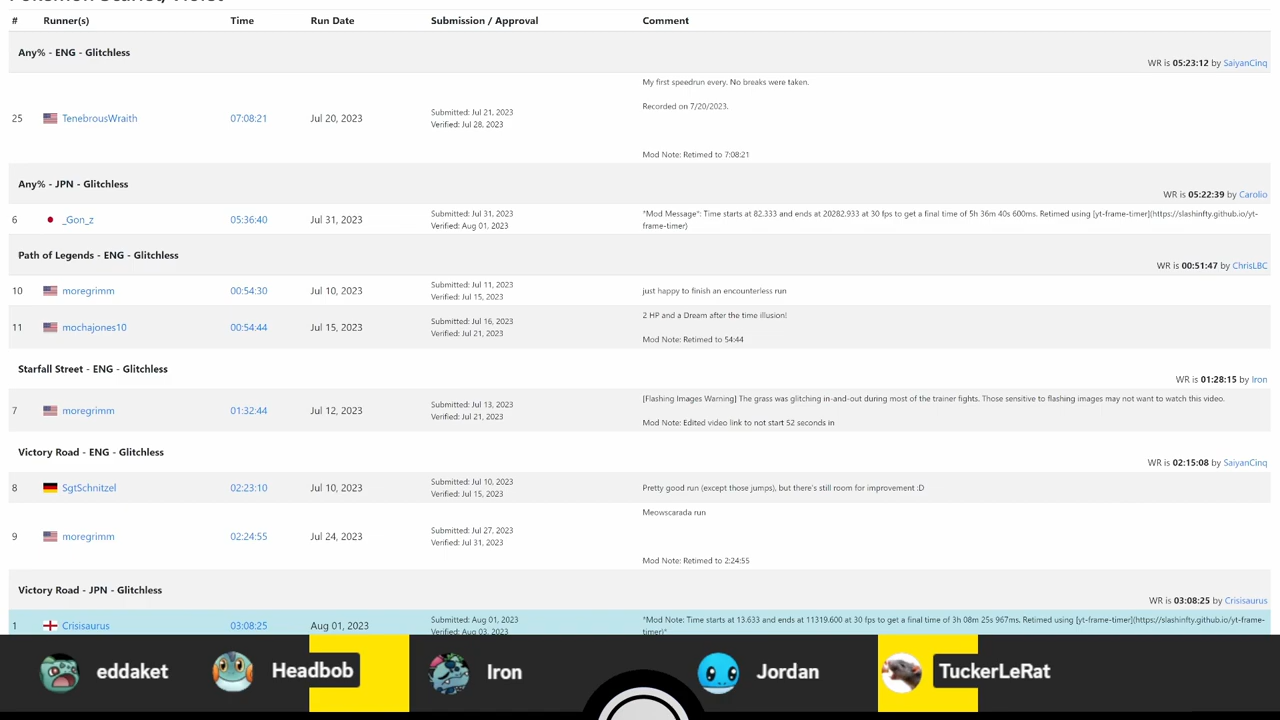 # Runner(s) Time Run Date Submission / Approval Comment
Any% - ENG - Glitchless
WR is 05:23:12 by SaiyanCinq
My first speedrun every. No breaks were taken.
Recorded on 7/20/2023.
25 TenebrousWraith 07:08:21 Jul 20, 2023 Submitted: Jul 21, 2023
Verified: Jul 28, 2023
Mod Note: Retimed to 7:08:21
Any% - JPN - Glitchless
WR is 05:22:39 by Carolio
6 _Gon_z 05:36:40 Jul 31, 2023 Submitted: Jul 31, 2023 "Mod Message": Time starts at 82.333 and ends at 20282.933 at 30 fps to get a final time of 5h 36m 40s 600ms. Retimed using [yt-frame-timer](https://slashinfty.github.io/yt-
Verified: Aug 01, 2023 frame-timer)
Path of Legends - ENG - Glitchless
WR is 00:51:47 by ChrisLBC
10 moregrimm 00:54:30 Jul 10, 2023 Submitted: Jul 11, 2023 just happy to finish an encounterless run
Verified: Jul 15, 2023
11 mochajones10 00:54:44 Jul 15, 2023 Submitted: Jul 16, 2023 2 HP and a Dream after the time illusion!
Verified: Jul 21, 2023 Mod Note: Retimed to 54:44
Starfall Street - ENG - Glitchless
WR is 01:28:15 by Iron
7 moregrimm 01:32:44 Jul 12, 2023 Submitted: Jul 13, 2023 [Flashing Images Warning] The grass was glitching in-and-out during most of the trainer fights. Those sensitive to flashing images may not want to watch this video.
Verified: Jul 21, 2023 Mod Note: Edited video link to not start 52 seconds in
Victory Road - ENG - Glitchless
WR is 02:15:08 by SaiyanCinq
8 SgtSchnitzel 02:23:10 Jul 10, 2023 Submitted: Jul 10, 2023 Pretty good run (except those jumps), but there's still room for improvement :D
Verified: Jul 15, 2023
Meowscarada run
9 moregrimm 02:24:55 Jul 24, 2023 Submitted: Jul 27, 2023
Verified: Jul 31, 2023
Mod Note: Retimed to 2:24:55
Victory Road - JPN - Glitchless
WR is 03:08:25 by Crisisaurus
1 Crisisaurus 03:08:25 Aug 01, 2023 Submitted: Aug 01, 2023 "Mod Note: Time starts at 13.633 and ends at 11319.600 at 30 fps to get a final time of 3h 08m 25s 967ms. Retimed using [yt-frame-timer](https://slashinfty.github.io/yt-frame-
Verified: Aug 03, 2023 timer)"
eddaket Headbob Iron Jordan TuckerLeRat